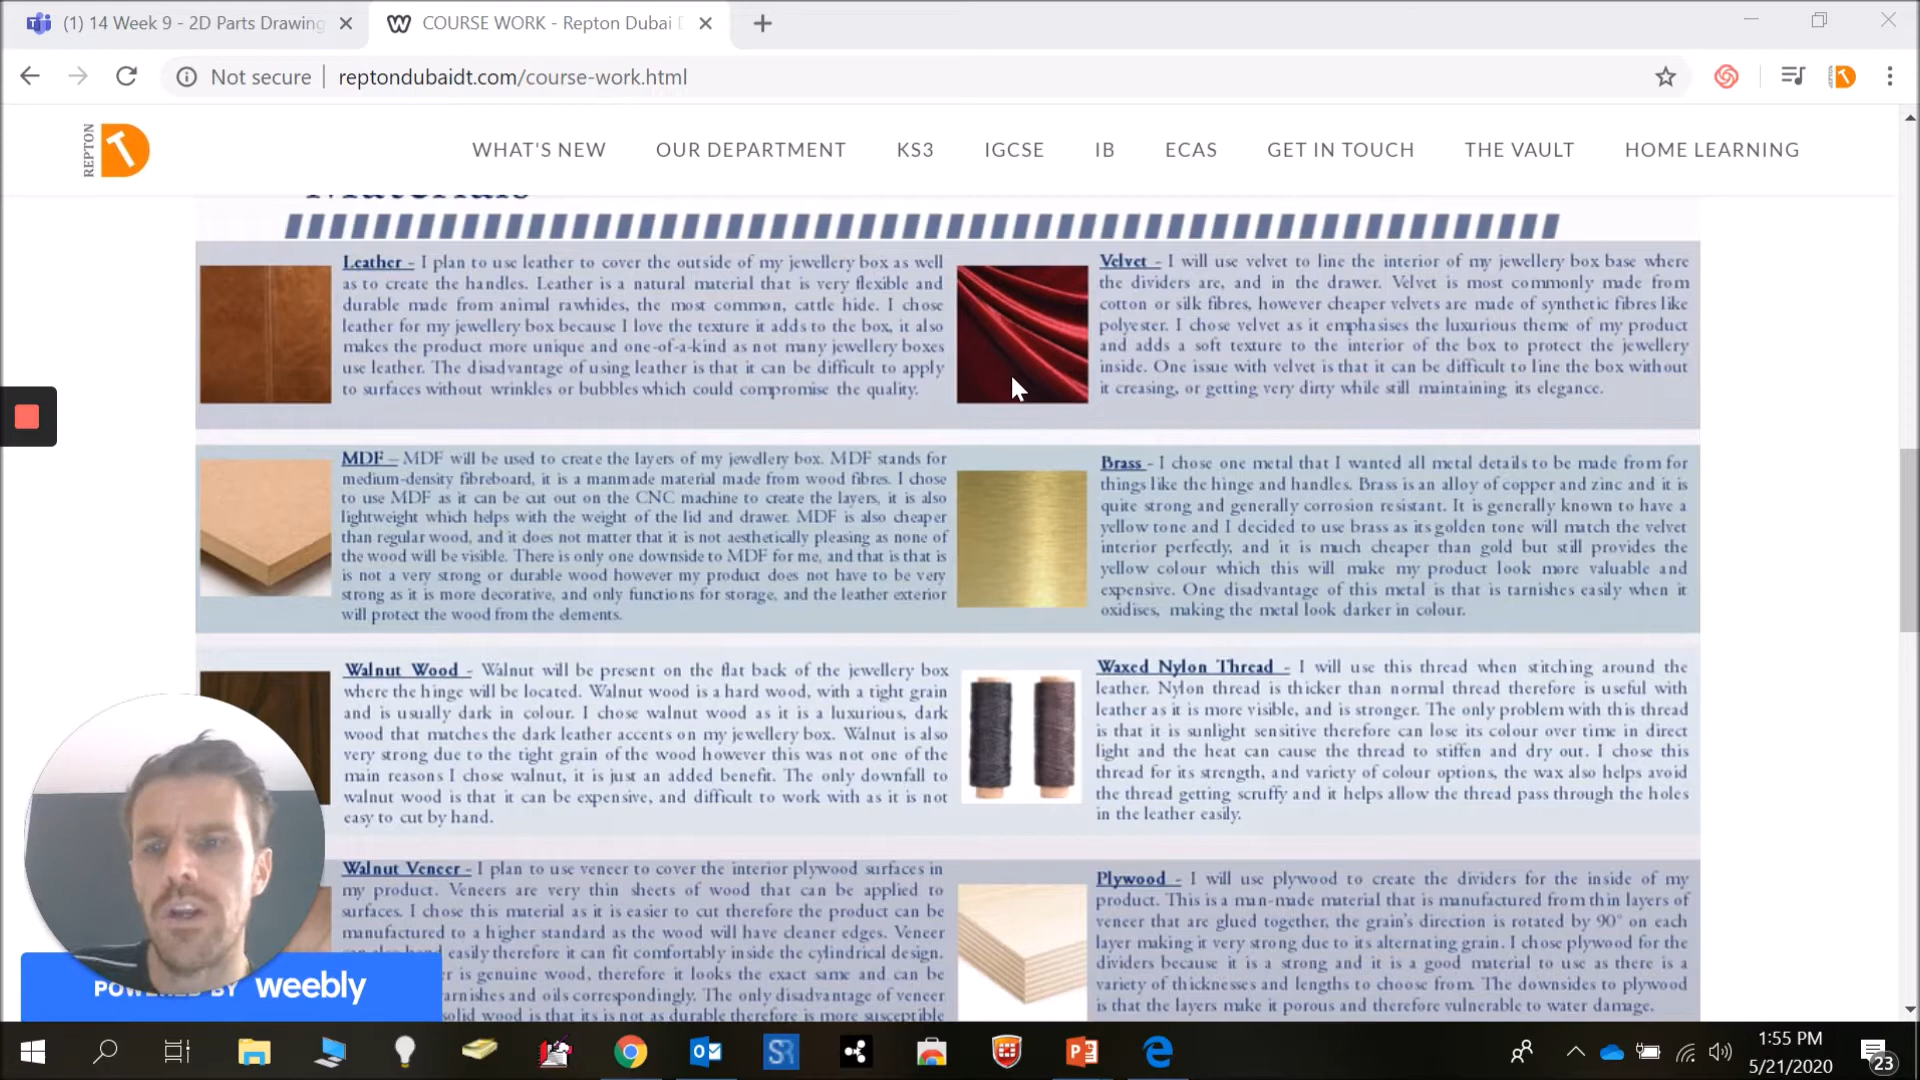 (1) 14 Week 9 - 2D Parts Drawing
COURSE WORK - Repton Dubai D
Not secure
reptondubaidt.com/course-work.html
REPTON
WHAT'S NEW
OUR DEPARTMENT
KS3
IGCSE
IB
ECAS
GET IN TOUCH
THE VAULT
HOME LEARNING
Materials
Leather - I plan to use leather to cover the outside of my jewellery box as well
as to create the handles. Leather is a natural material that is very flexible and
durable made from animal rawhides, the most common, cattle hide. I chose
leather for my jewellery box because I love the texture it adds to the box, it also
makes the product more unique and one-of-a-kind as not many jewellery boxes
use leather. The disadvantage of using leather is that it can be difficult to apply
to surfaces without wrinkles or bubbles which could compromise the quality.
Velvet - I will use velvet to line the interior of my jewellery box base where
the dividers are, and in the drawer. Velvet is most commonly made from
cotton or silk fibres, however cheaper velvets are made of synthetic fibres like
polyester. I chose velvet as it emphasises the luxurious theme of my product
and adds a soft texture to the interior of the box to protect the jewellery
inside. One issue with velvet is that it can be difficult to line the box without
it creasing, or getting very dirty while still maintaining its elegance.
MDF – MDF will be used to create the layers of my jewellery box. MDF stands for
medium-density fibreboard, it is a manmade material made from wood fibres. I chose
to use MDF as it can be cut out on the CNC machine to create the layers, it is also
lightweight which helps with the weight of the lid and drawer. MDF is also cheaper
than regular wood, and it does not matter that it is not aesthetically pleasing as none of
the wood will be visible. There is only one downside to MDF for me, and that is that is
is not a very strong or durable wood however my product does not have to be very
strong as it is more decorative, and only functions for storage, and the leather exterior
will protect the wood from the elements.
Brass - I chose one metal that I wanted all metal details to be made from for
things like the hinge and handles. Brass is an alloy of copper and zinc and it is
quite strong and generally corrosion resistant. It is generally known to have a
yellow tone and I decided to use brass as its golden tone will match the velvet
interior perfectly, and it is much cheaper than gold but still provides the
yellow colour which this will make my product look more valuable and
expensive. One disadvantage of this metal is that is tarnishes easily when it
oxidises, making the metal look darker in colour.
Walnut Wood - Walnut will be present on the flat back of the jewellery box
where the hinge will be located. Walnut wood is a hard wood, with a tight grain
and is usually dark in colour. I chose walnut wood as it is a luxurious, dark
wood that matches the dark leather accents on my jewellery box. Walnut is also
very strong due to the tight grain of the wood however this was not one of the
main reasons I chose walnut, it is just an added benefit. The only downfall to
walnut wood is that it can be expensive, and difficult to work with as it is not
easy to cut by hand.
Waxed Nylon Thread - I will use this thread when stitching around the
leather. Nylon thread is thicker than normal thread therefore is useful with
leather as it is more visible, and is stronger. The only problem with this thread
is that it is sunlight sensitive therefore can lose its colour over time in direct
light and the heat can cause the thread to stiffen and dry out. I chose this
thread for its strength, and variety of colour options, the wax also helps avoid
the thread getting scruffy and it helps allow the thread pass through the holes
in the leather easily.
Walnut Veneer - I plan to use veneer to cover the interior plywood surfaces in
my product. Veneers are very thin sheets of wood that can be applied to
surfaces. I chose this material as it is easier to cut therefore the product can be
manufactured to a higher standard as the wood will have cleaner edges. Veneer
easily therefore it can fit comfortably inside the cylindrical design.
is genuine wood, therefore it looks the exact same and can be
arnishes and oils correspondingly. The only disadvantage of veneer
solid wood is that its is not as durable therefore is more susceptible
Plywood - I will use plywood to create the dividers for the inside of my
product. This is a man-made material that is manufactured from thin layers of
veneer that are glued together, the grain's direction is rotated by 90° on each
layer making it very strong due to its alternating grain. I chose plywood for the
dividers because it is a strong and it is a good material to use as there is a
variety of thicknesses and lengths to choose from. The downsides to plywood
is that the layers make it porous and therefore vulnerable to water damage.
POWERED BY weebly
1:55 PM
5/21/2020
23